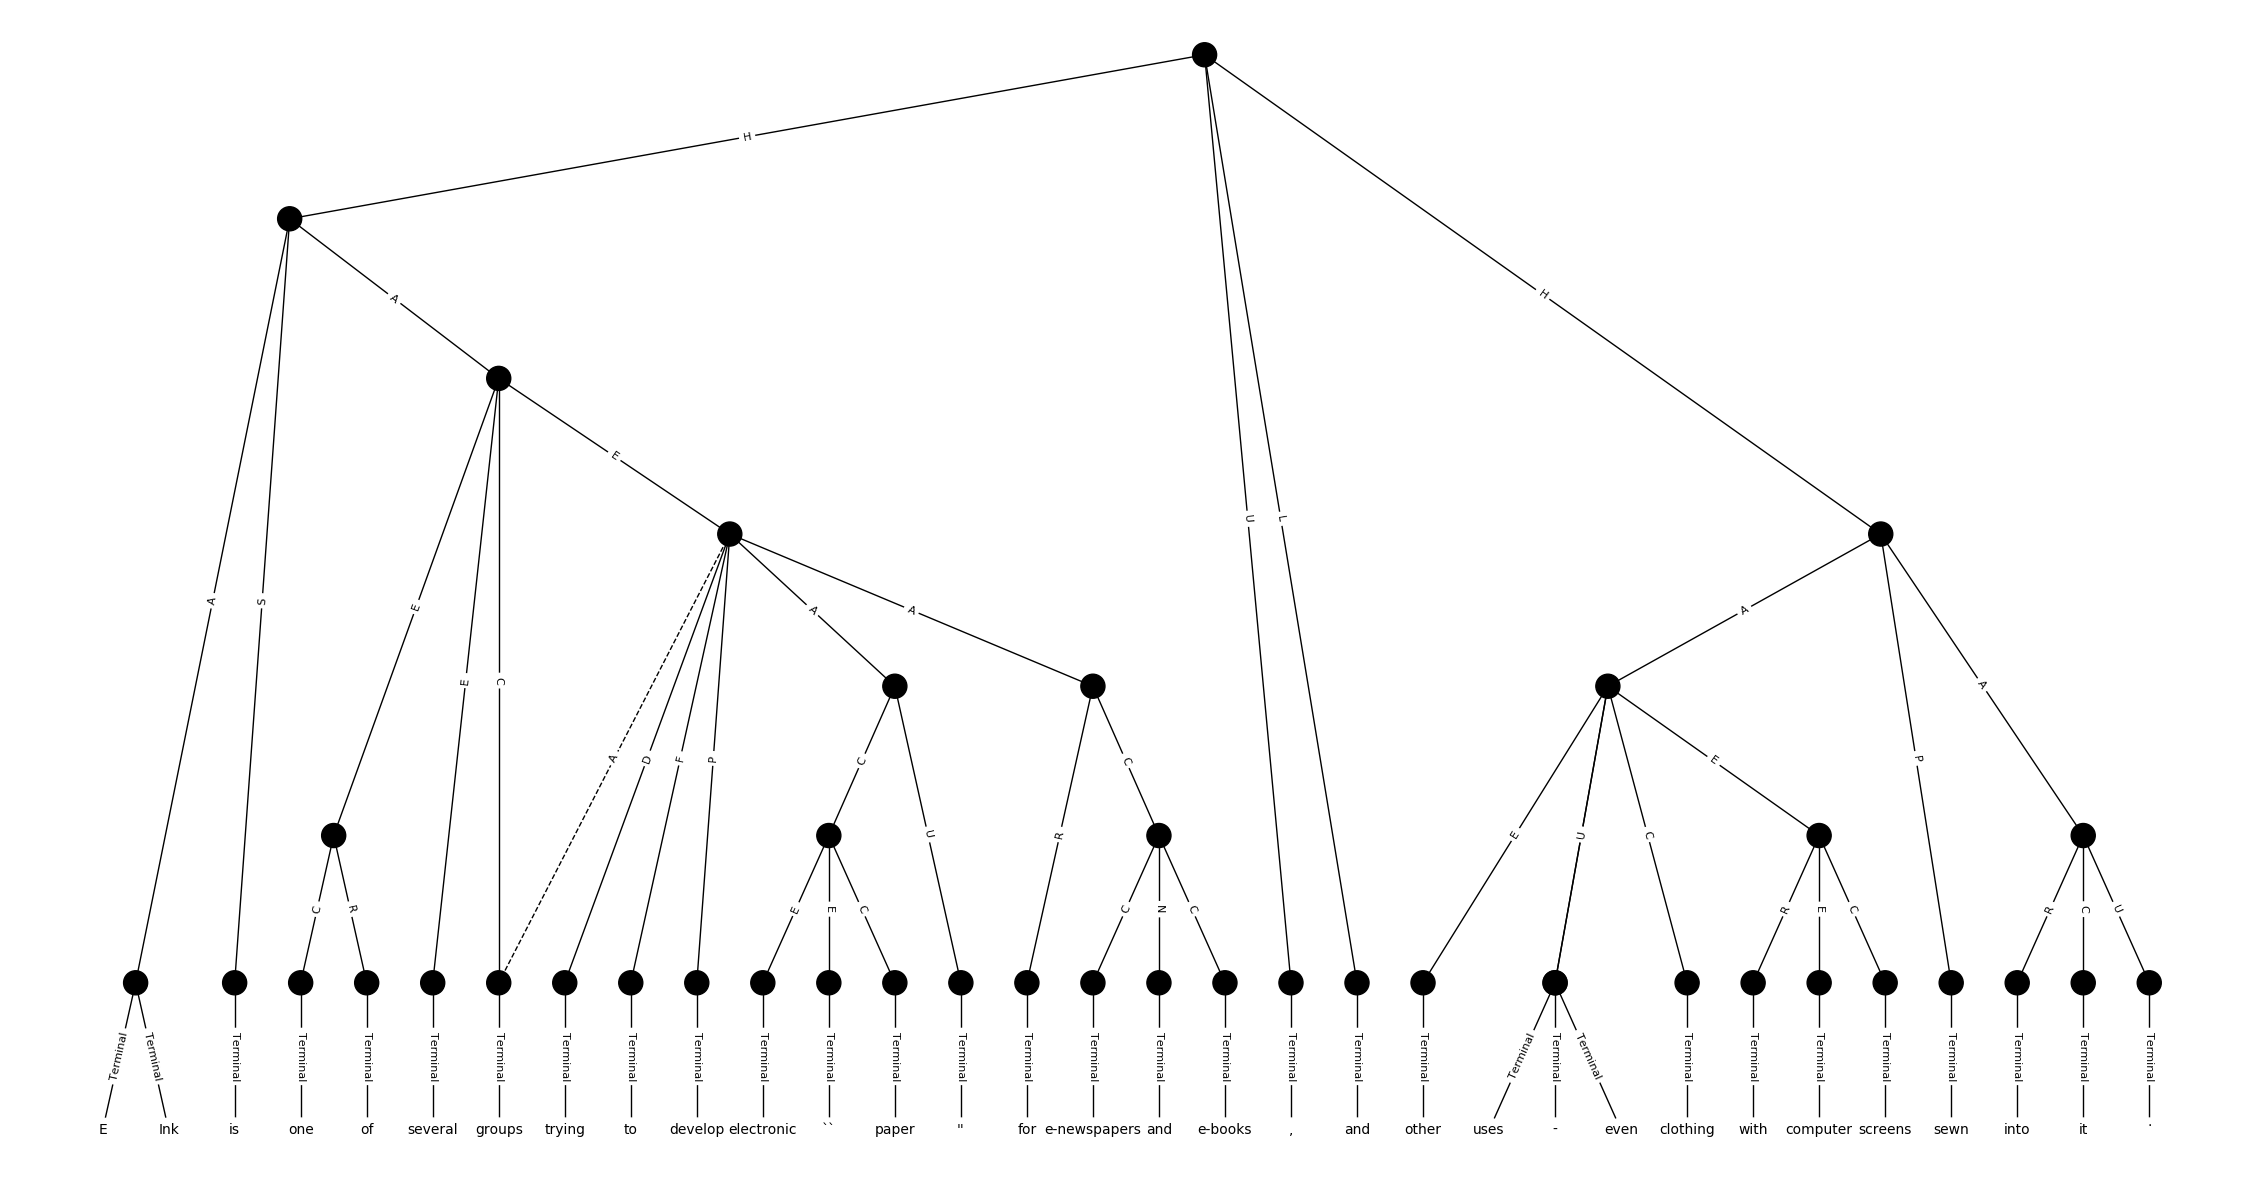 H
A
H
A
E
U
L
A
S
E
A
A
A
A
E
C
A
D
F
P
C
E
P
C
U
R
E
U
C
C
R
E
E
C
C
N
C
R
E
C
R
C
U
Terminal Terminal Terminal Terminal Terminal Terminal Terminal Terminal Terminal Terminal Terminal Terminal Terminal Terminal Terminal Terminal Terminal Terminal Terminal Terminal Terminal Terminal Terminal Terminal Terminal Terminal Terminal Terminal Terminal Terminal Terminal Terminal
E Ink is one of several groups trying to develop electronic `` paper " for e-newspapers and e-books , and other uses - even clothing with computer screens sewn into it .